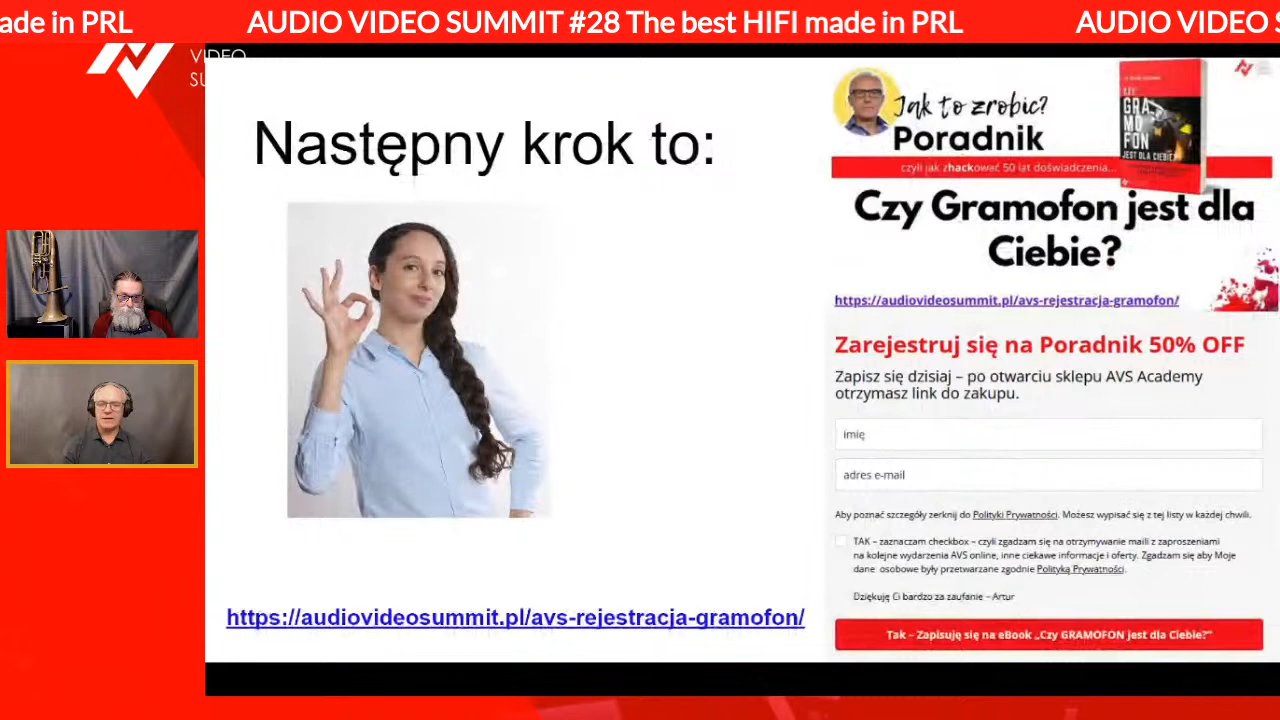 ade in PRL AUDIO VIDEO SUMMIT #28 The best HIFI made in PRL AUDIO VIDEO S
VIDEO
SU
Następny krok to:
https://audiovideosummit.pl/avs-rejestracja-gramofon/
Jak to zrobić?
Poradnik
czyli jak zhackować 50 lat doświadczenia...
CZY
GRA
MO
FON
JEST DLA CIEBIE?
Czy Gramofon jest dla
Ciebie?
https://audiovideosummit.pl/avs-rejestracja-gramofon/
Zarejestruj się na Poradnik 50% OFF
Zapisz się dzisiaj – po otwarciu sklepu AVS Academy
otrzymasz link do zakupu.
imię
adres e-mail
Aby poznać szczegóły zerknij do Polityki Prywatności. Możesz wypisać się z tej listy w każdej chwili.
TAK – zaznaczam checkbox – czyli zgadzam się na otrzymywanie maili z zaproszeniami
na kolejne wydarzenia AVS online, inne ciekawe informacje i oferty. Zgadzam się aby Moje
dane osobowe były przetwarzane zgodnie Polityką Prywatności.
Dziękuję Ci bardzo za zaufanie – Artur
Tak – Zapisuję się na eBook „Czy GRAMOFON jest dla Ciebie?"